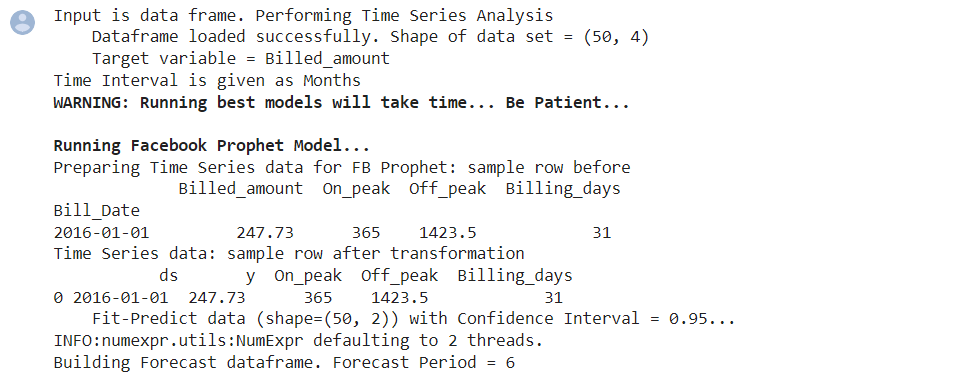 Input is data frame. Performing Time Series Analysis
Dataframe loaded successfully. Shape of data set = (50, 4)
Target variable = Billed_amount
Time Interval is given as Months
WARNING: Running best models will take time... Be Patient...
Running Facebook Prophet Model...
Preparing Time Series data for FB Prophet: sample row before
Billed_amount On_peak Off_peak Billing_days
Bill_Date
2016-01-01 247.73 365 1423.5 31
Time Series data: sample row after transformation
ds y On_peak Off_peak Billing_days
0 2016-01-01 247.73 365 1423.5 31
Fit-Predict data (shape=(50, 2)) with Confidence Interval = 0.95...
INFO:numexpr.utils:NumExpr defaulting to 2 threads.
Building Forecast dataframe. Forecast Period = 6